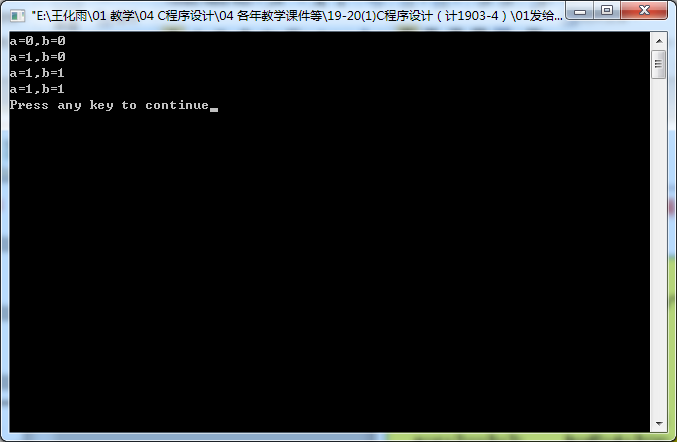 "E:\王化雨\01 教学\04 C程序设计\04 各年教学课件等\19-20(1)C程序设计（计1903-4）\01发给...
a=0,b=0
a=1,b=0
a=1,b=1
a=1,b=1
Press any key to continue